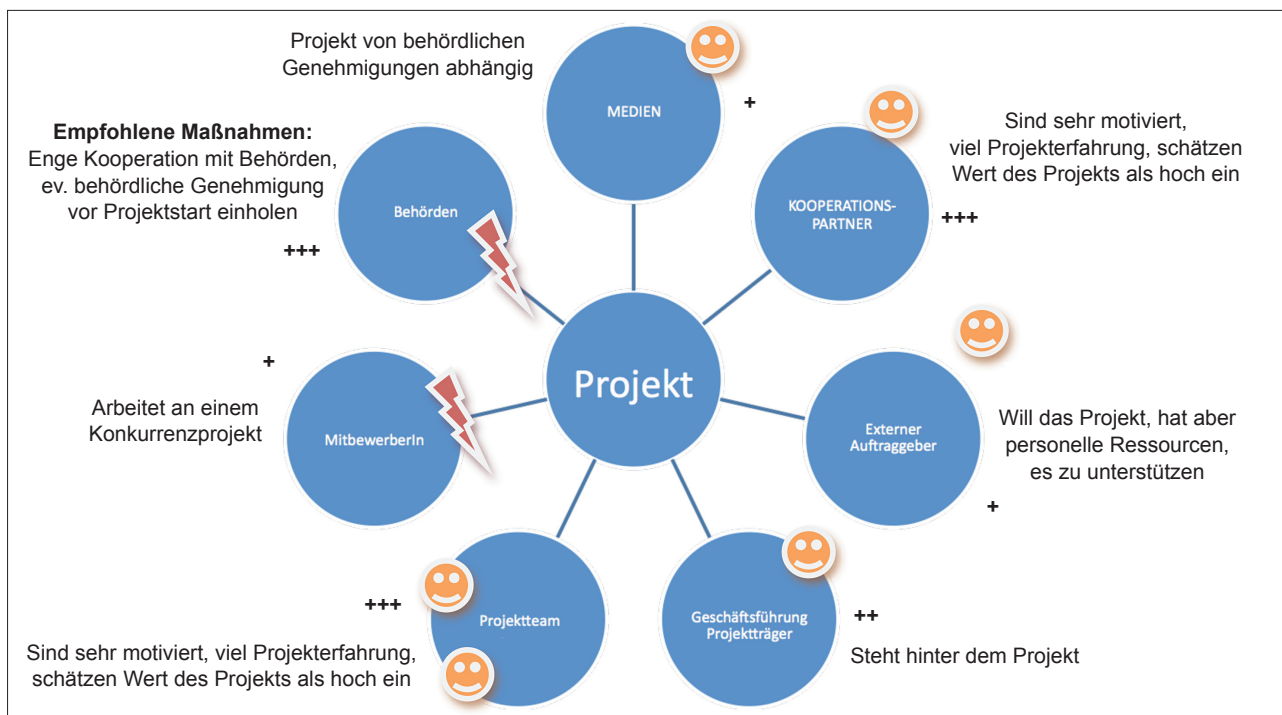 Projekt von behördlichen
Genehmigungen abhängig
MEDIEN
+
Empfohlene Maßnahmen:
Enge Kooperation mit Behörden,
ev. behördliche Genehmigung
vor Projektstart einholen
+++
Behörden
KOOPERATIONS-
PARTNER
Sind sehr motiviert,
viel Projekterfahrung, schätzen
Wert des Projekts als hoch ein
+++
Projekt
+
Arbeitet an einem
Konkurrenzprojekt
MitbewerberIn
Externer
Auftraggeber
Will das Projekt, hat aber
personelle Ressourcen,
es zu unterstützen
+
+++
Sind sehr motiviert, viel Projekterfahrung,
schätzen Wert des Projekts als hoch ein
Projektteam
Geschäftsführung
Projektträger
++
Steht hinter dem Projekt